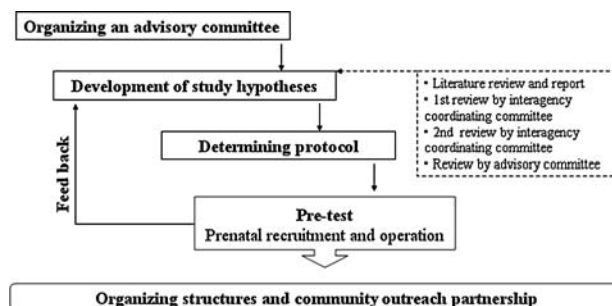 Organizing an advisory committee
Development of study hypotheses
▪ Literature review and report
▪ 1st review by interagency
coordinating committee
▪ 2nd review by interagency
coordinating committee
▪ Review by advisory committee
Determining protocol
Feed back
Pre-test
Prenatal recruitment and operation
Organizing structures and community outreach partnership